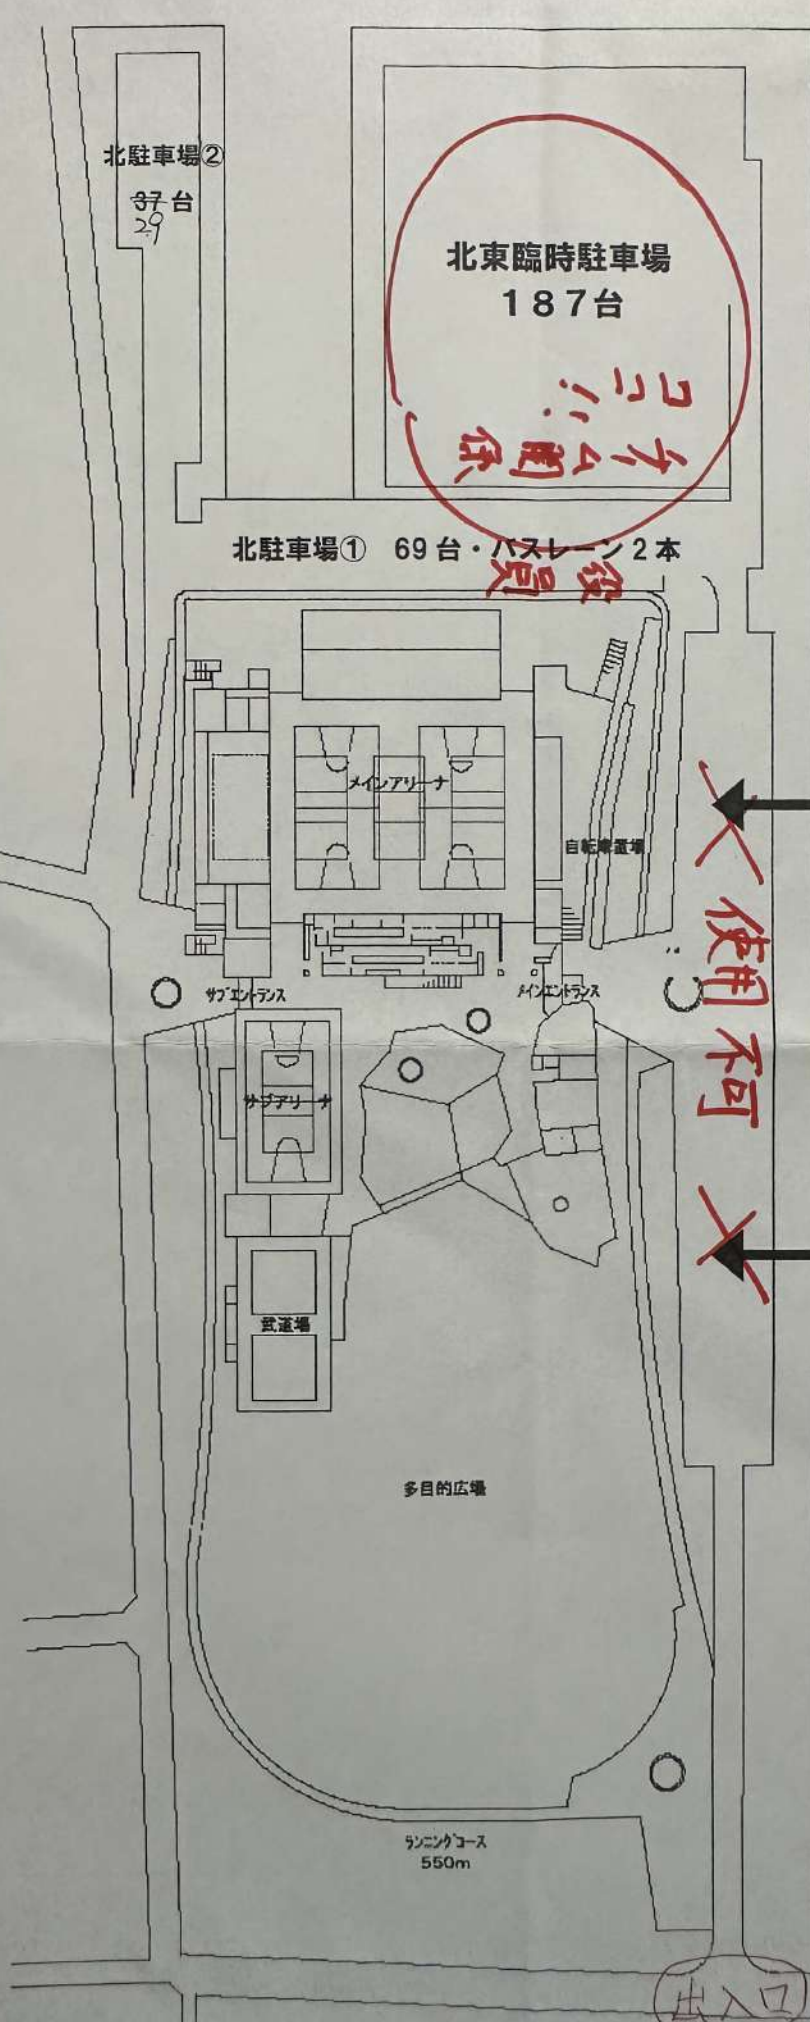 北駐車場②
37台
29
北東臨時駐車場
187台
ココ!!
チーム関係
北駐車場① 69台・バスレーン2本
役員
メインアリーナ
自転車置場
使用不可
サブエントランス
メインエントランス
サブアリーナ
武道場
多目的広場
ランニングコース
550m
出入口